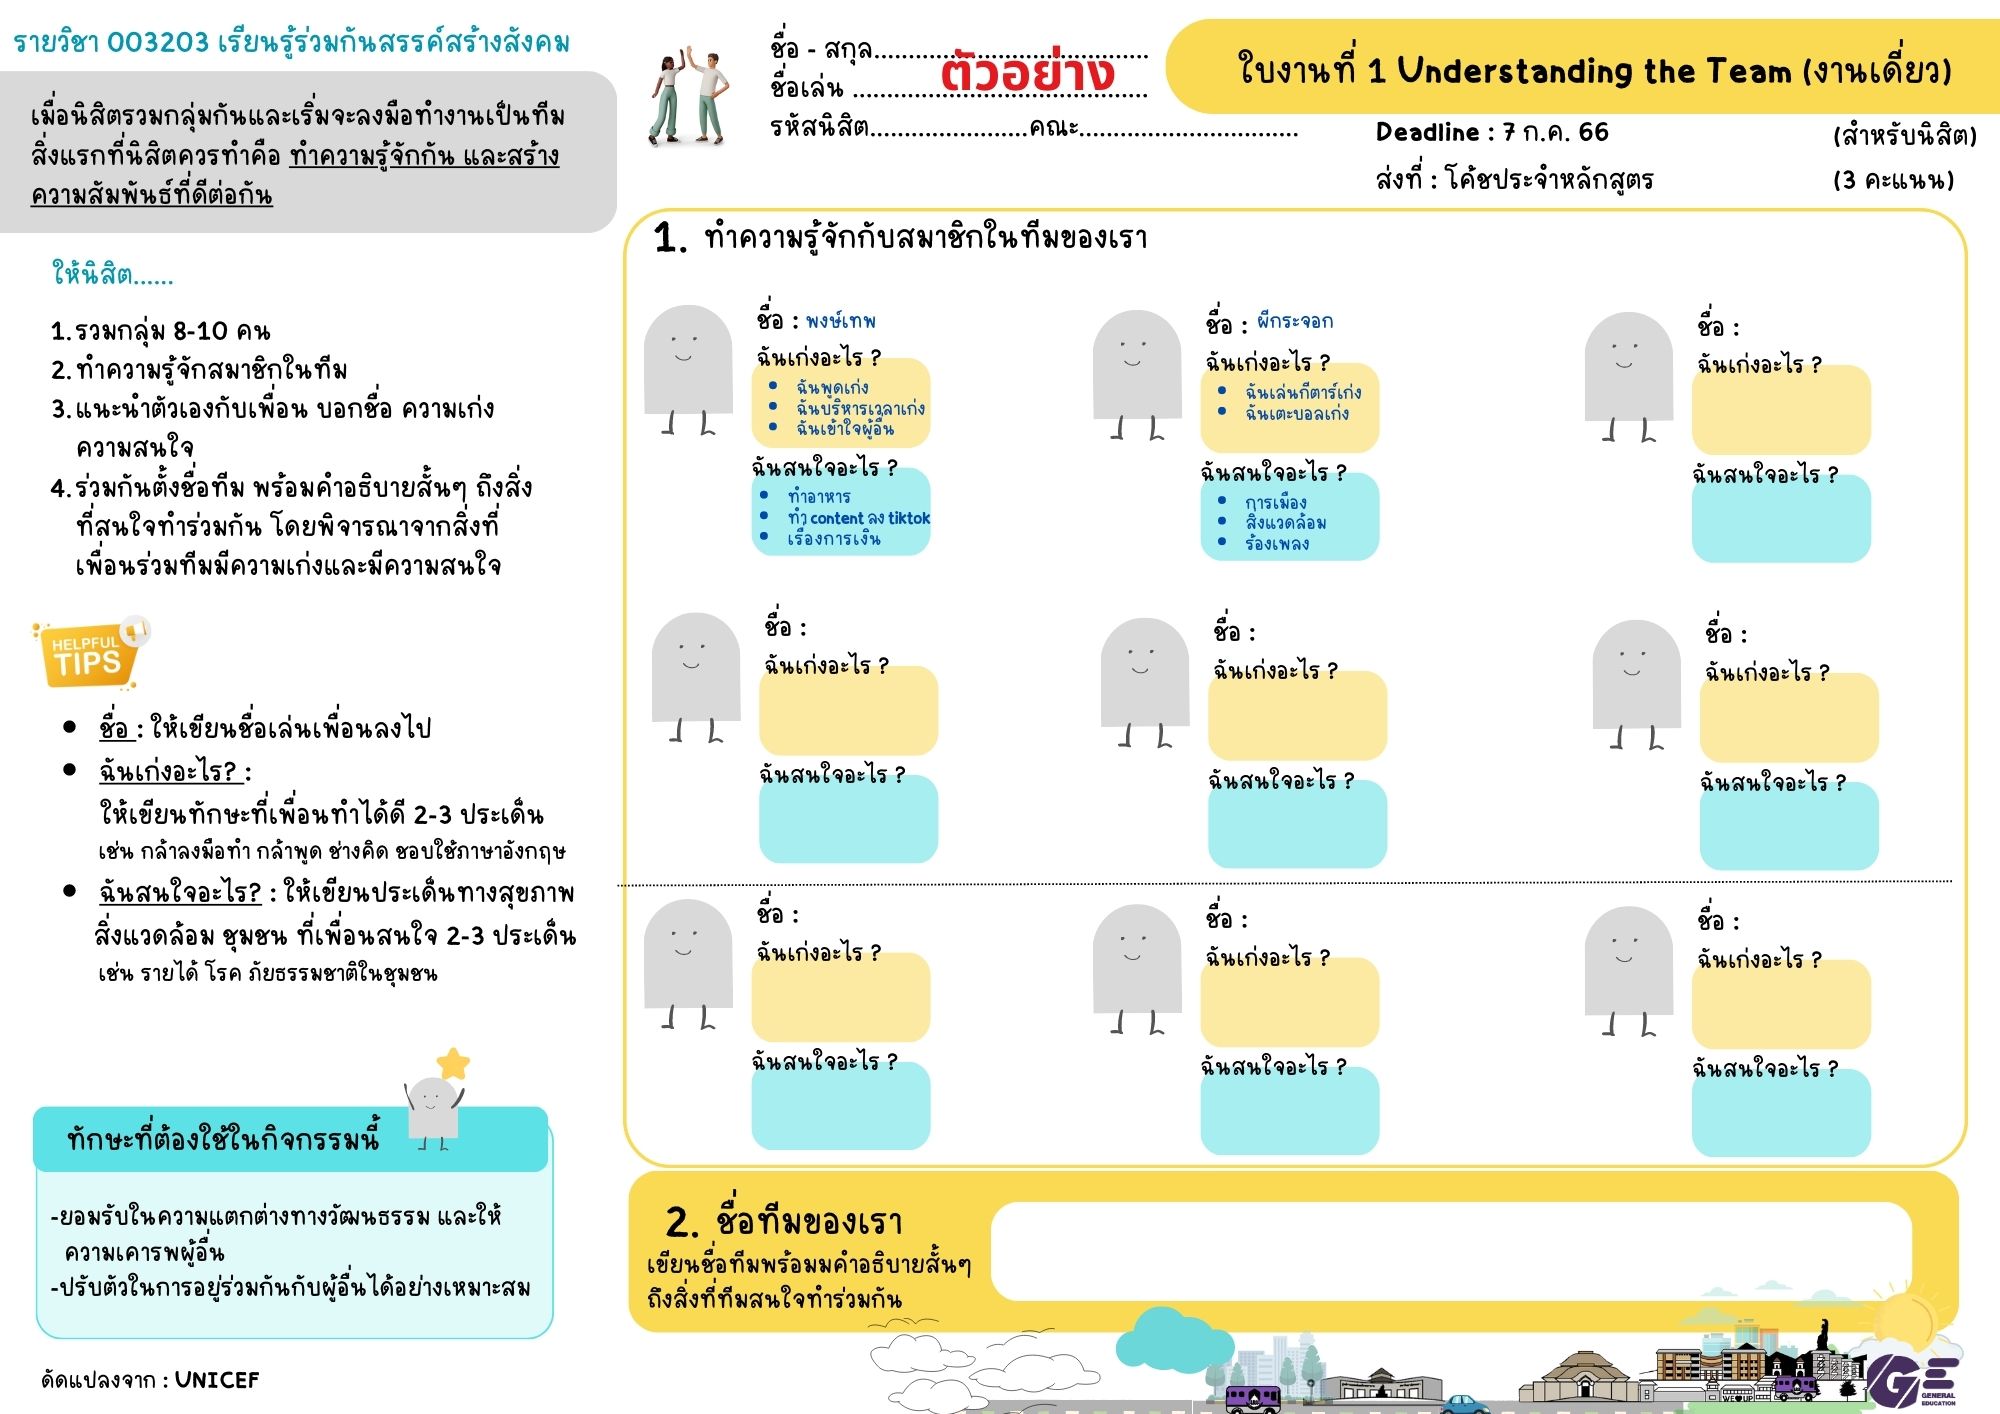 รายวิชา 003203 เรียนรู้ร่วมกันสรรค์สร้างสังคม
เมื่อนิสิตรวมกลุ่มกันและเริ่มจะลงมือทำงานเป็นทีม
สิ่งแรกที่นิสิตควรทำคือ ทำความรู้จักกัน และสร้าง
ความสัมพันธ์ที่ดีต่อกัน
ให้นิสิต......
1. รวมกลุ่ม 8-10 คน
2. ทำความรู้จักสมาชิกในทีม
3. แนะนำตัวเองกับเพื่อน บอกชื่อ ความเก่ง
ความสนใจ
4. ร่วมกันตั้งชื่อทีม พร้อมคำอธิบายสั้นๆ ถึงสิ่ง
ที่สนใจทำร่วมกัน โดยพิจารณาจากสิ่งที่
เพื่อนร่วมทีมมีความเก่งและมีความสนใจ
HELPFUL
TIPS
• ชื่อ : ให้เขียนชื่อเล่นเพื่อนลงไป
• ฉันเก่งอะไร? :
ให้เขียนทักษะที่เพื่อนทำได้ดี 2-3 ประเด็น
เช่น กล้าลงมือทำ กล้าพูด ช่างคิด ชอบใช้ภาษาอังกฤษ
• ฉันสนใจอะไร? : ให้เขียนประเด็นทางสุขภาพ
สิ่งแวดล้อม ชุมชน ที่เพื่อนสนใจ 2-3 ประเด็น
เช่น รายได้ โรค ภัยธรรมชาติในชุมชน
ทักษะที่ต้องใช้ในกิจกรรมนี้
-ยอมรับในความแตกต่างทางวัฒนธรรม และให้
ความเคารพผู้อื่น
-ปรับตัวในการอยู่ร่วมกันกับผู้อื่นได้อย่างเหมาะสม
ดัดแปลงจาก : UNICEF
ชื่อ - สกุล......................................
ชื่อเล่น .........................................
ตัวอย่าง
รหัสนิสิต......................คณะ...............................
ใบงานที่ 1 Understanding the Team (งานเดี่ยว)
Deadline : 7 ก.ค. 66
(สำหรับนิสิต)
ส่งที่ : โค้ชประจำหลักสูตร
(3 คะแนน)
1. ทำความรู้จักกับสมาชิกในทีมของเรา
ชื่อ : พงษ์เทพ
ฉันเก่งอะไร ?
• ฉันพูดเก่ง
• ฉันบริหารเวลาเก่ง
• ฉันเข้าใจผู้อื่น
ฉันสนใจอะไร ?
• ทำอาหาร
• ทำ content ลง tiktok
• เรื่องการเงิน
ชื่อ : ผีกระจอก
ฉันเก่งอะไร ?
• ฉันเล่นกีตาร์เก่ง
• ฉันเตะบอลเก่ง
ฉันสนใจอะไร ?
• การเมือง
• สิ่งแวดล้อม
• ร้องเพลง
ชื่อ :
ฉันเก่งอะไร ?
ฉันสนใจอะไร ?
ชื่อ :
ฉันเก่งอะไร ?
ฉันสนใจอะไร ?
ชื่อ :
ฉันเก่งอะไร ?
ฉันสนใจอะไร ?
ชื่อ :
ฉันเก่งอะไร ?
ฉันสนใจอะไร ?
ชื่อ :
ฉันเก่งอะไร ?
ฉันสนใจอะไร ?
ชื่อ :
ฉันเก่งอะไร ?
ฉันสนใจอะไร ?
ชื่อ :
ฉันเก่งอะไร ?
ฉันสนใจอะไร ?
2. ชื่อทีมของเรา
เขียนชื่อทีมพร้อมมคำอธิบายสั้นๆ
ถึงสิ่งที่ทีมสนใจทำร่วมกัน
GE
GENERAL
EDUCATION